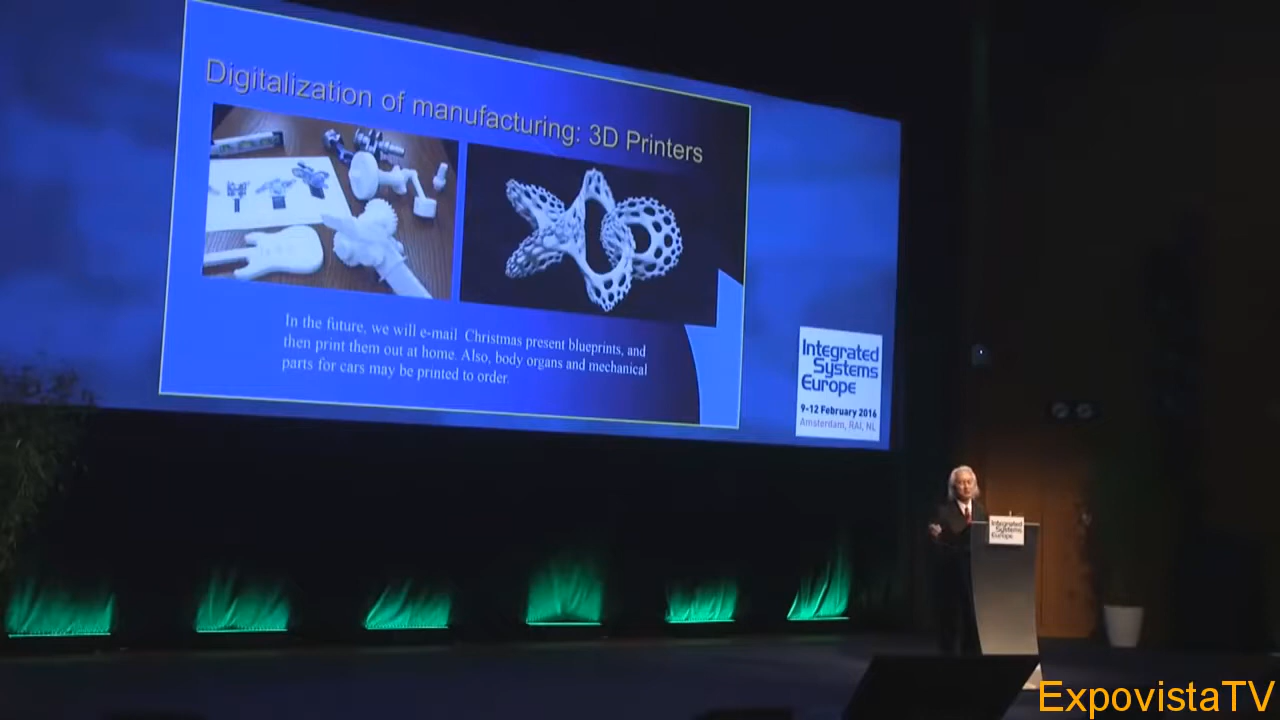 Digitalization of manufacturing: 3D Printers
In the future, we will e-mail Christmas present blueprints, and
then print them out at home. Also, body organs and mechanical
parts for cars may be printed to order.
Integrated
Systems
Europe
9-12 February 2016
Amsterdam, RAI, NL
Integrated
Systems
Europe
ExpovistaTV